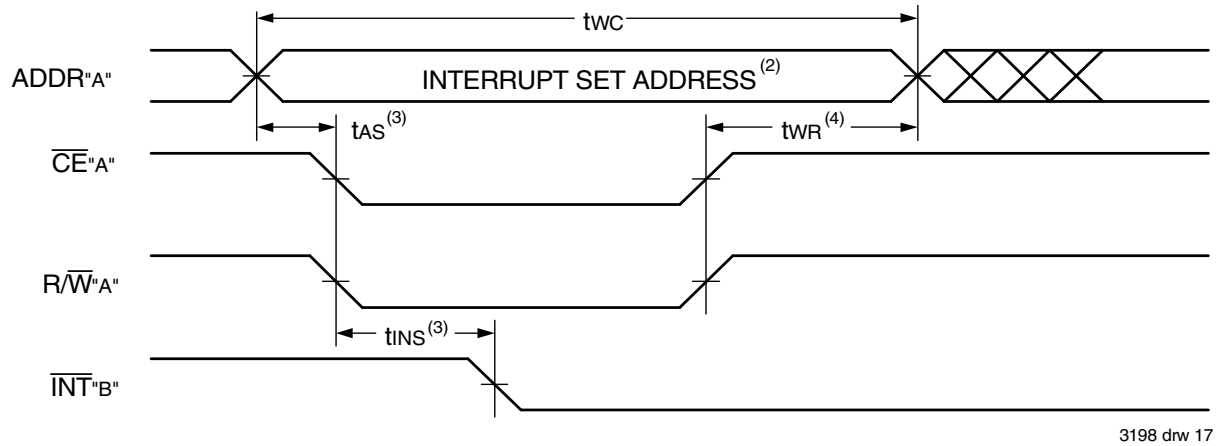 tWC
ADDR"A"
INTERRUPT SET ADDRESS(2)
tAS(3)
tWR(4)
CE"A"
R/W"A"
tINS(3)
INT"B"
3198 drw 17